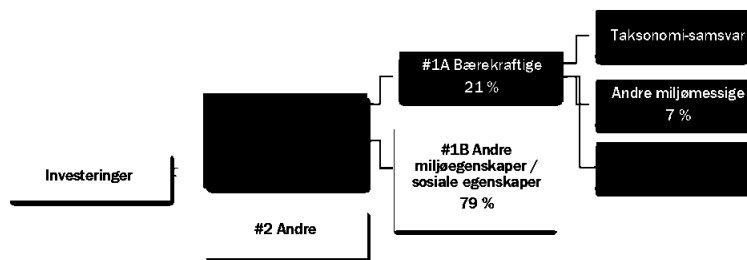 Investeringer
#2 Andre
#1A Bærekraftige
21 %
#1B Andre
miljøegenskaper /
sosiale egenskaper
79 %
Taksonomi-samsvar
Andre miljømessige
7 %